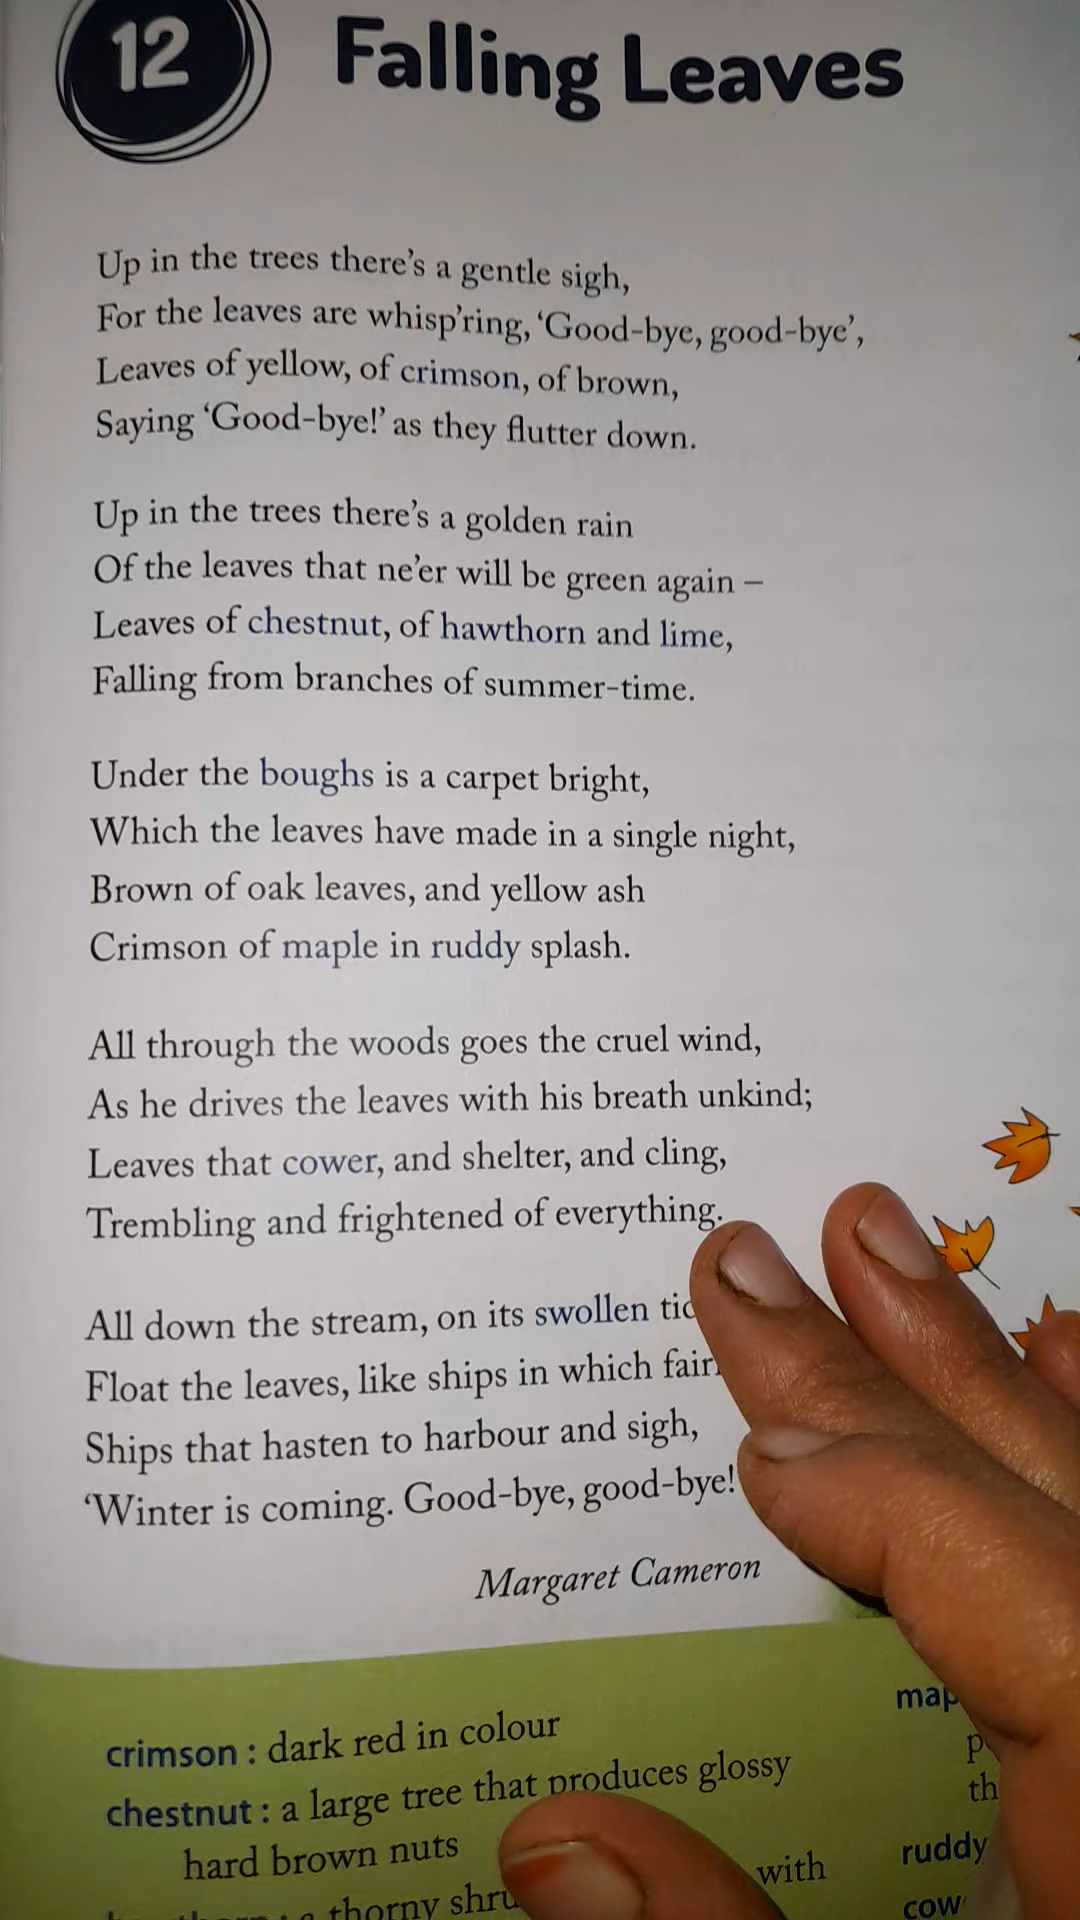 12
Falling Leaves
Up in the trees there's a gentle sigh,
For the leaves are whisp'ring, 'Good-bye, good-bye',
Leaves of yellow, of crimson, of brown,
Saying 'Good-bye!' as they flutter down.
Up in the trees there's a golden rain
Of the leaves that ne'er will be green again –
Leaves of chestnut, of hawthorn and lime,
Falling from branches of summer-time.
Under the boughs is a carpet bright,
Which the leaves have made in a single night,
Brown of oak leaves, and yellow ash
Crimson of maple in ruddy splash.
All through the woods goes the cruel wind,
As he drives the leaves with his breath unkind;
Leaves that cower, and shelter, and cling,
Trembling and frightened of everything.
All down the stream, on its swollen
Float the leaves, like ships in which
Ships that hasten to harbour and sigh,
'Winter is coming. Good-bye, good-bye!
Margaret Cameron
crimson : dark red in colour
chestnut : a large tree that produces glossy
hard brown nuts
: a thorny
with
ruddy